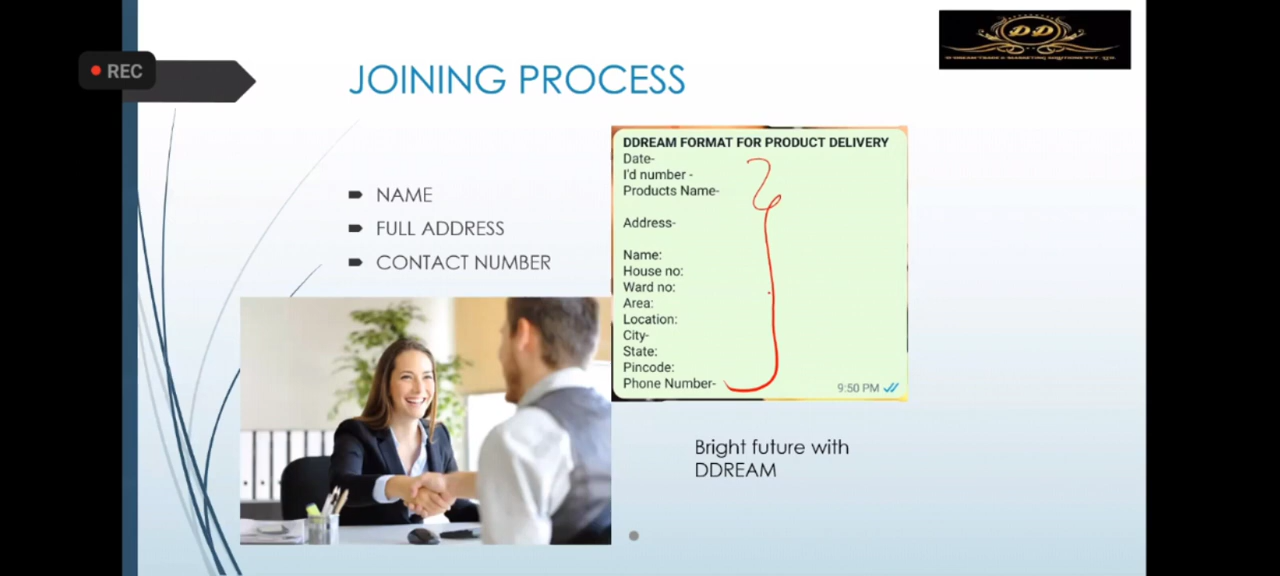 REC
JOINING PROCESS
DD
NAME
FULL ADDRESS
CONTACT NUMBER
DDREAM FORMAT FOR PRODUCT DELIVERY
Date-
I'd number -
Products Name-
Address-
Name:
House no:
Ward no:
Area:
Location:
City-
State:
Pincode:
Phone Number-
9:50 PM
Bright future with
DDREAM